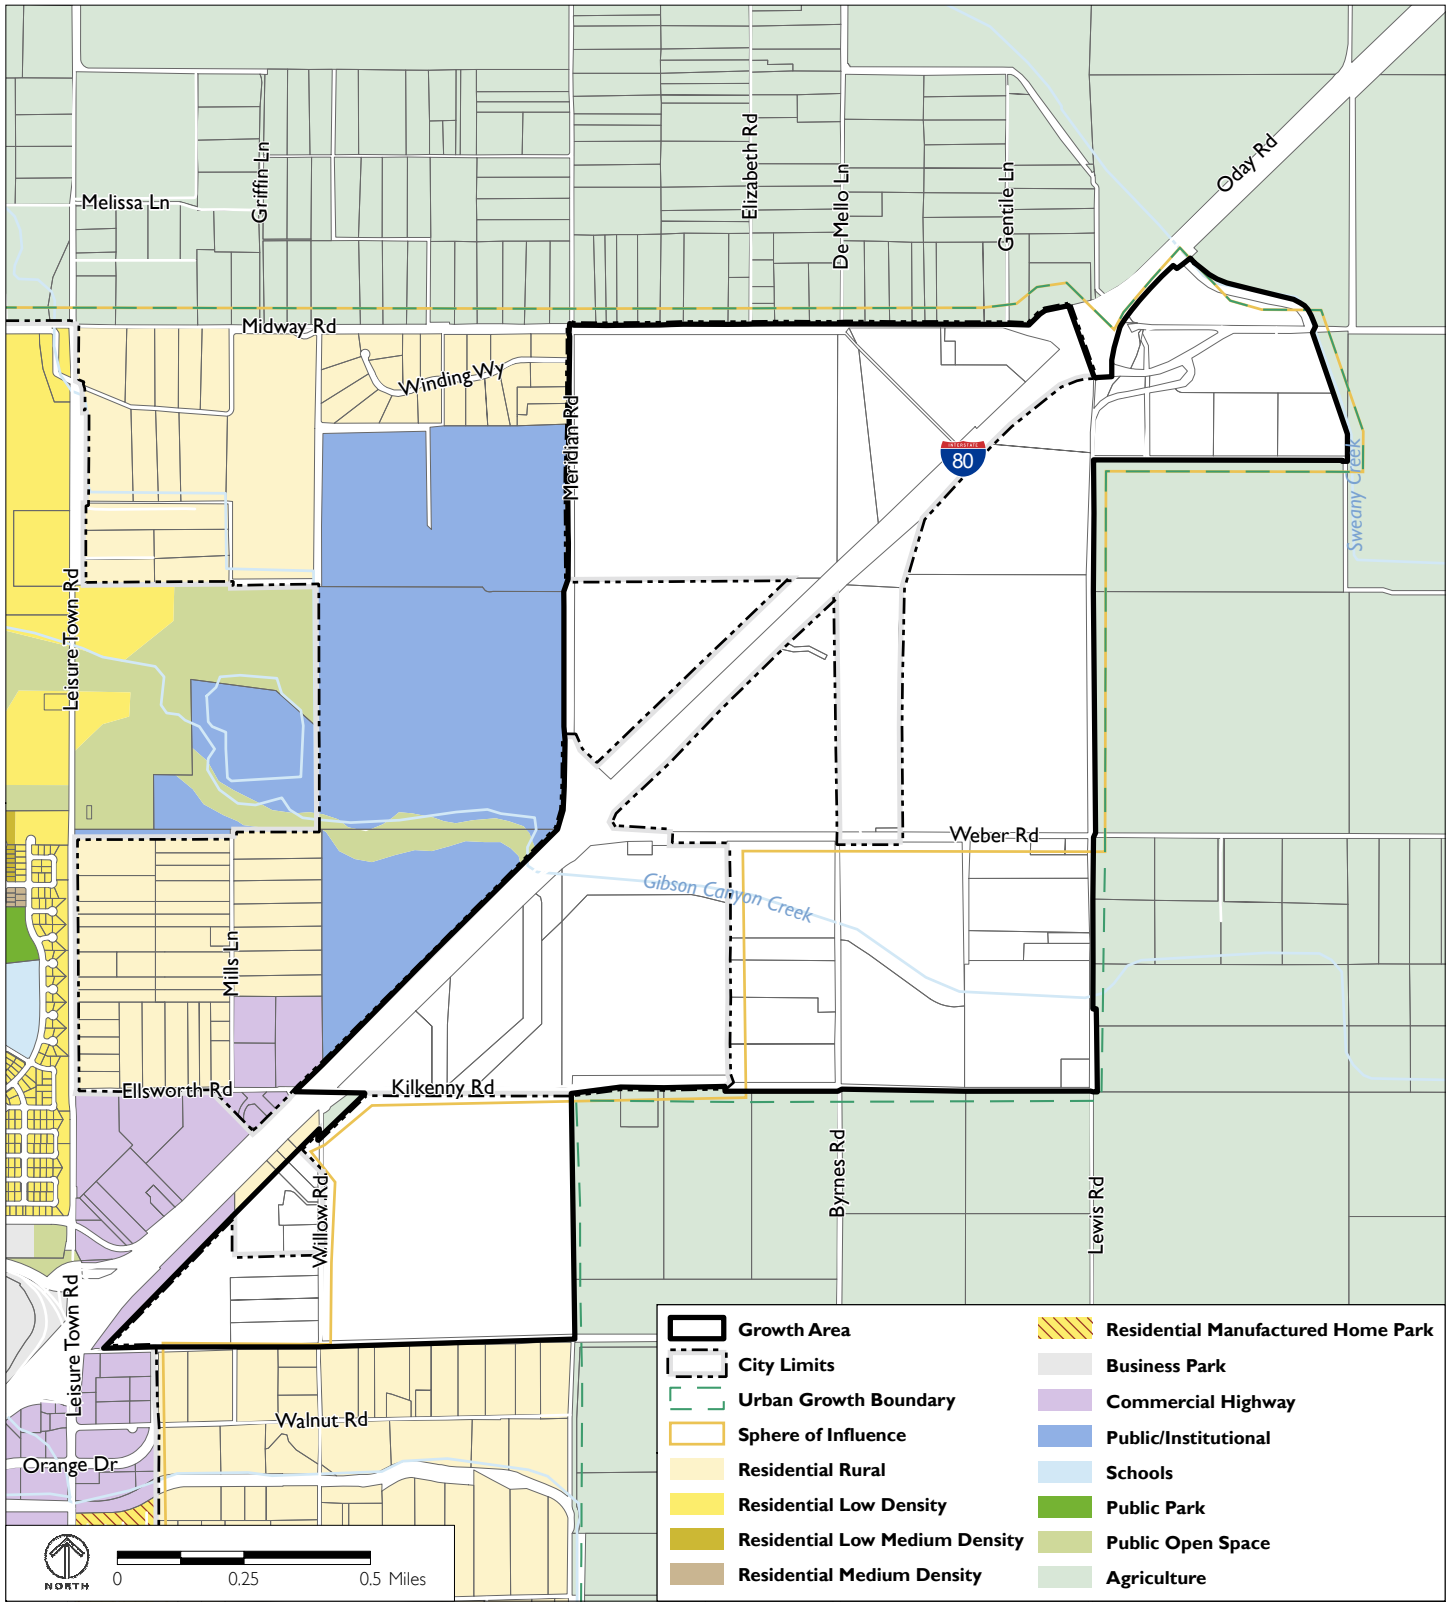 Oday Rd
Elizabeth Rd
Griffin Ln
De Mello Ln
Gentile Ln
Melissa Ln
Midway Rd
Winding Wy
Meridian Rd
INTERSTATE
80
Sweany Creek
Leisure Town Rd
Weber Rd
Gibson Canyon Creek
Mills Ln
Ellsworth Rd
Kilkenny Rd
Byrnes Rd
Willow Rd
Lewis Rd
Leisure Town Rd
Walnut Rd
Orange Dr
Growth Area
City Limits
Urban Growth Boundary
Sphere of Influence
Residential Rural
Residential Low Density
Residential Low Medium Density
Residential Medium Density
Residential Manufactured Home Park
Business Park
Commercial Highway
Public/Institutional
Schools
Public Park
Public Open Space
Agriculture
NORTH
0 0.25 0.5 Miles